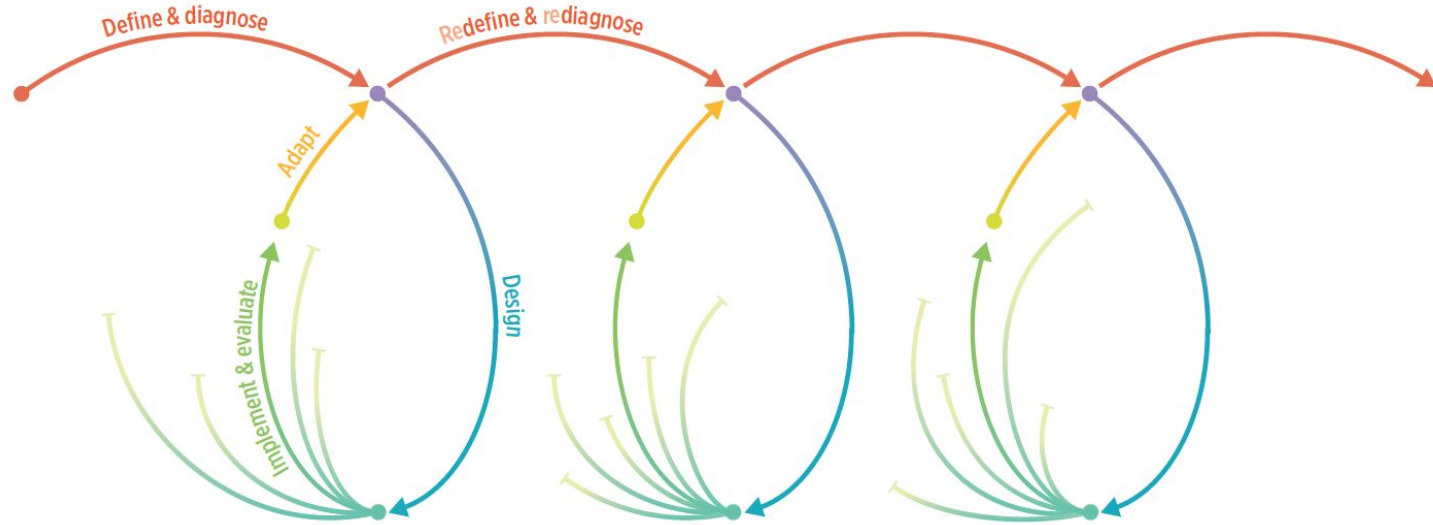 Define & diagnose
Redefine & rediagnose
Adapt
Design
Implement & evaluate